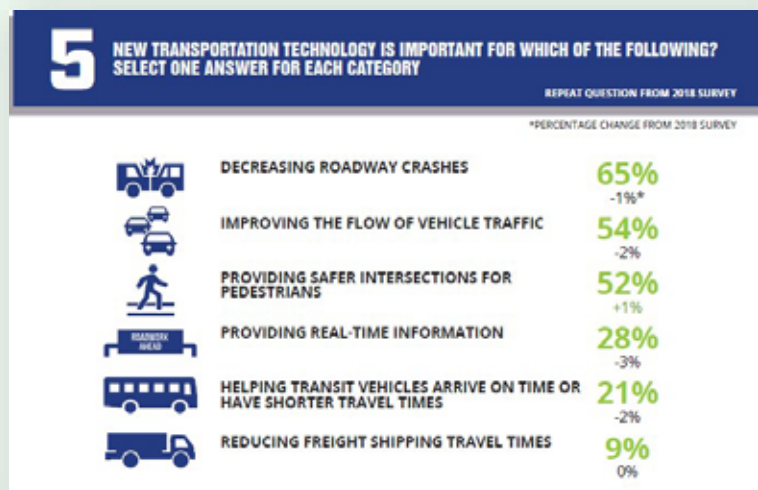 5
NEW TRANSPORTATION TECHNOLOGY IS IMPORTANT FOR WHICH OF THE FOLLOWING?
SELECT ONE ANSWER FOR EACH CATEGORY
REPEAT QUESTION FROM 2018 SURVEY
*PERCENTAGE CHANGE FROM 2018 SURVEY
DECREASING ROADWAY CRASHES
65%
-1%*
IMPROVING THE FLOW OF VEHICLE TRAFFIC
54%
-2%
PROVIDING SAFER INTERSECTIONS FOR
PEDESTRIANS
52%
+1%
ROADWORK
AHEAD
PROVIDING REAL-TIME INFORMATION
28%
-3%
HELPING TRANSIT VEHICLES ARRIVE ON TIME OR
HAVE SHORTER TRAVEL TIMES
21%
-2%
REDUCING FREIGHT SHIPPING TRAVEL TIMES
9%
0%